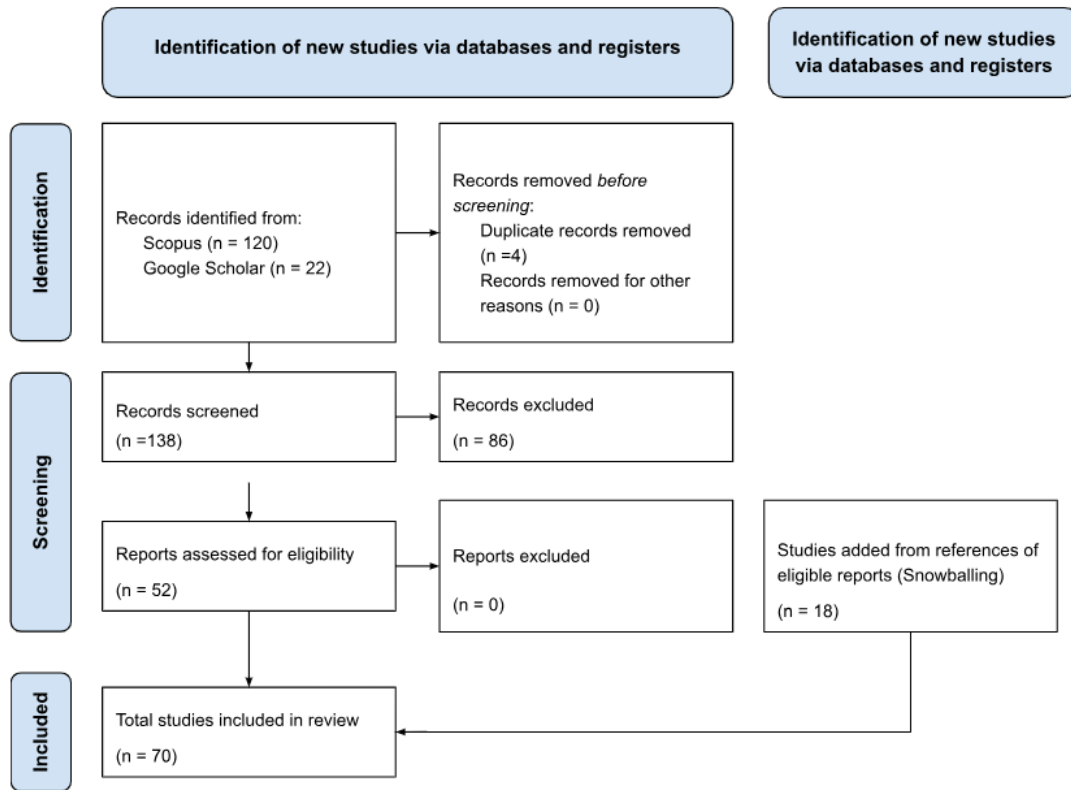 Identification of new studies via databases and registers
Identification of new studies
via databases and registers
Identification
Records identified from:
Scopus (n = 120)
Google Scholar (n = 22)
Records removed before
screening:
Duplicate records removed
(n =4)
Records removed for other
reasons (n = 0)
Screening
Records screened
(n =138)
Records excluded
(n = 86)
Reports assessed for eligibility
(n = 52)
Reports excluded
(n = 0)
Studies added from references of
eligible reports (Snowballing)
(n = 18)
Included
Total studies included in review
(n = 70)